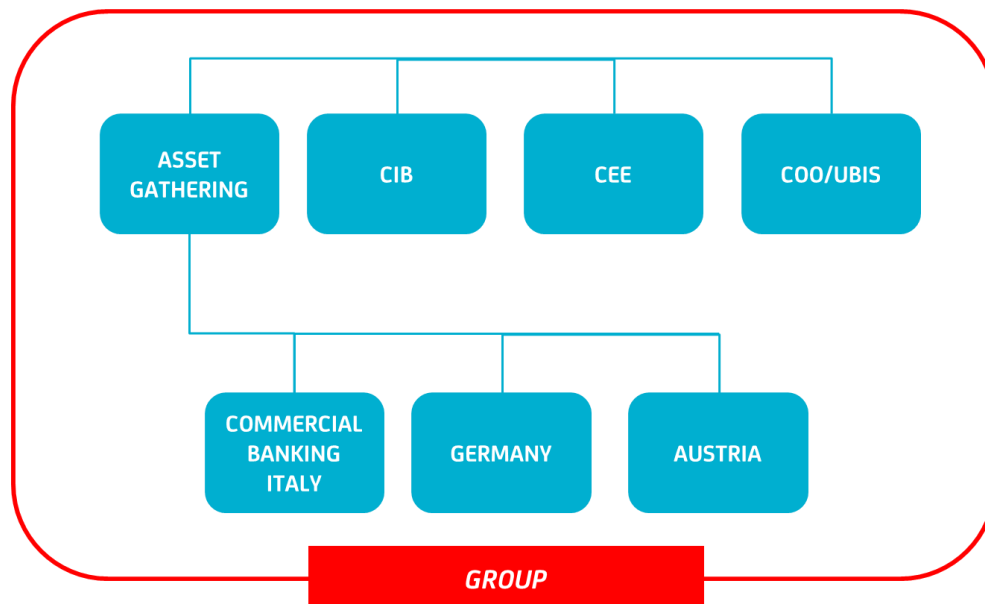 ASSET
GATHERING
CIB
CEE
COO/UBIS
COMMERCIAL
BANKING
ITALY
GERMANY
AUSTRIA
GROUP